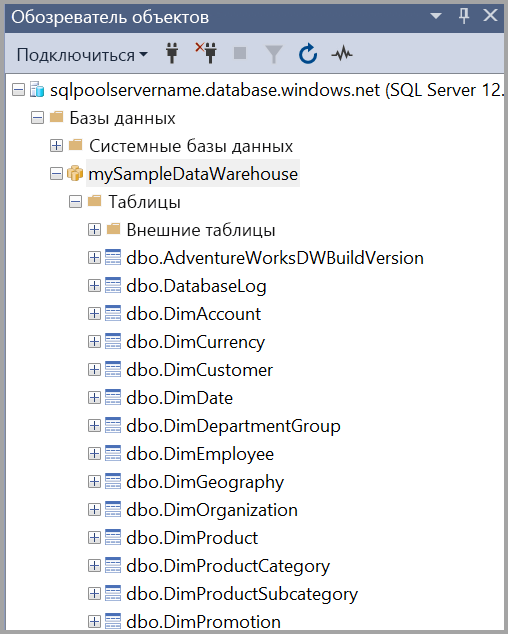 Обозреватель объектов
Подключиться
sqlpoolservername.database.windows.net (SQL Server 12.
Базы данных
Системные базы данных
mySampleDataWarehouse
Таблицы
Внешние таблицы
dbo.AdventureWorksDWBuildVersion
dbo.DatabaseLog
dbo.DimAccount
dbo.DimCurrency
dbo.DimCustomer
dbo.DimDate
dbo.DimDepartmentGroup
dbo.DimEmployee
dbo.DimGeography
dbo.DimOrganization
dbo.DimProduct
dbo.DimProductCategory
dbo.DimProductSubcategory
dbo.DimPromotion